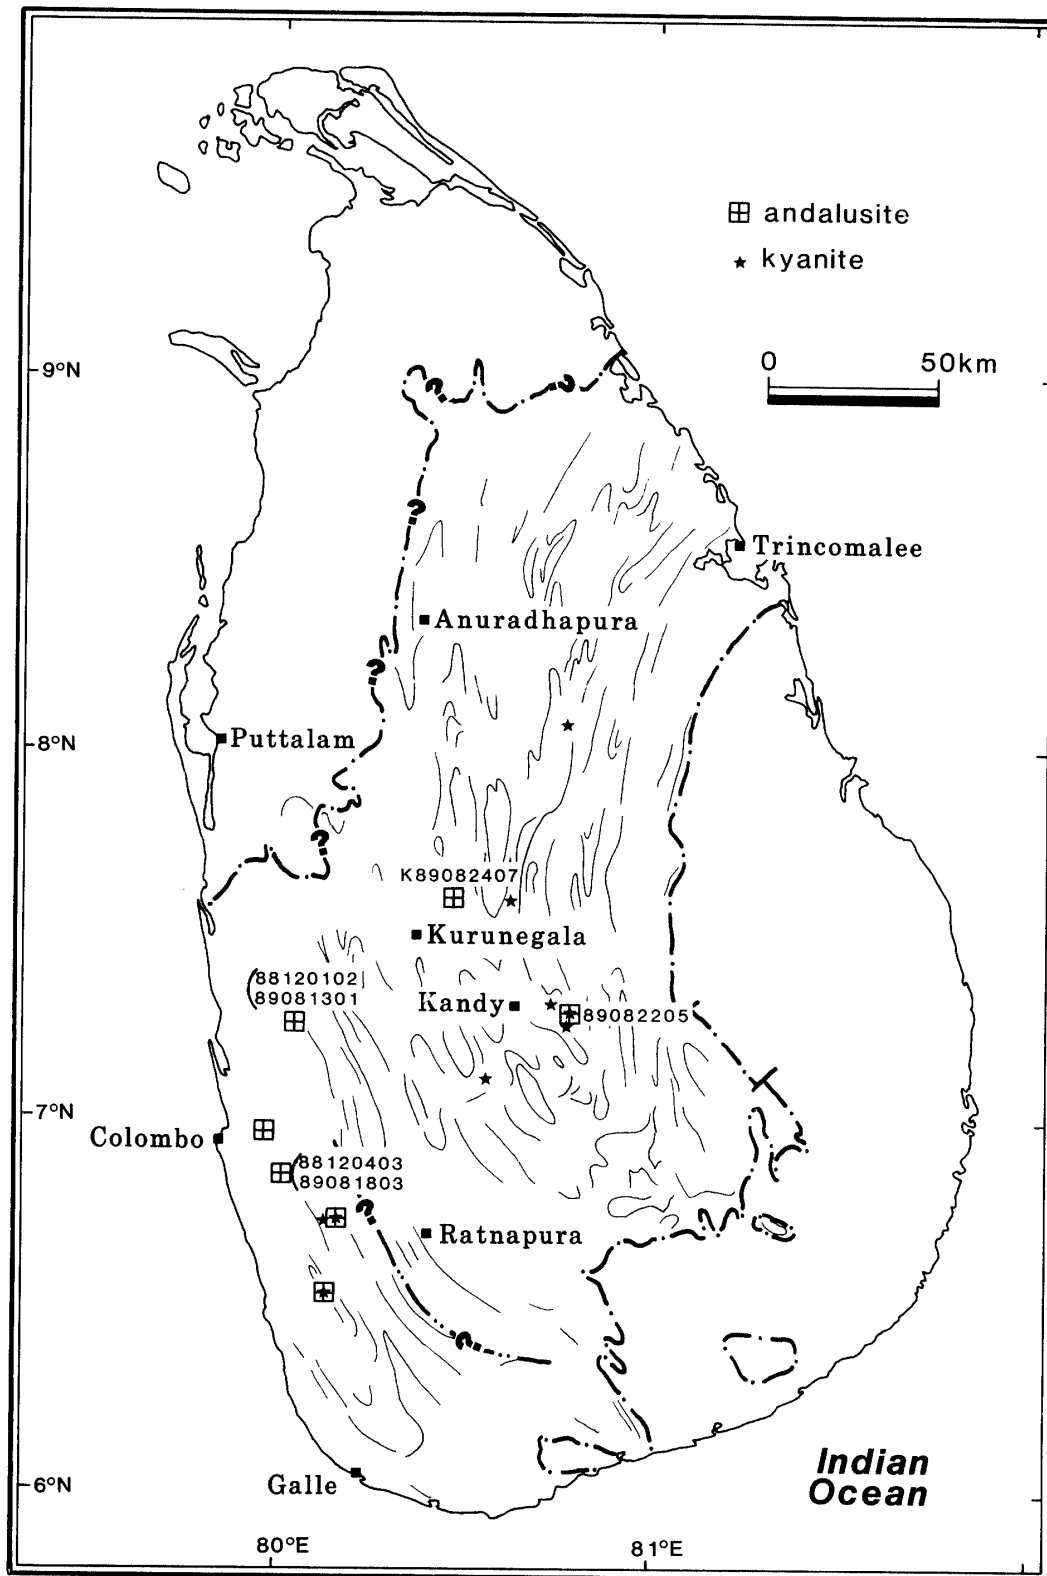 andalusite
kyanite
0 50km
9°N
?
?
?
Trincomalee
Anuradhapura
?
Puttalam
8°N
?
K89082407
Kurunegala
88120102
89081301
Kandy
89082205
7°N
Colombo
88120403
89081803
?
Ratnapura
?
Indian
Ocean
Galle
6°N
80°E
81°E